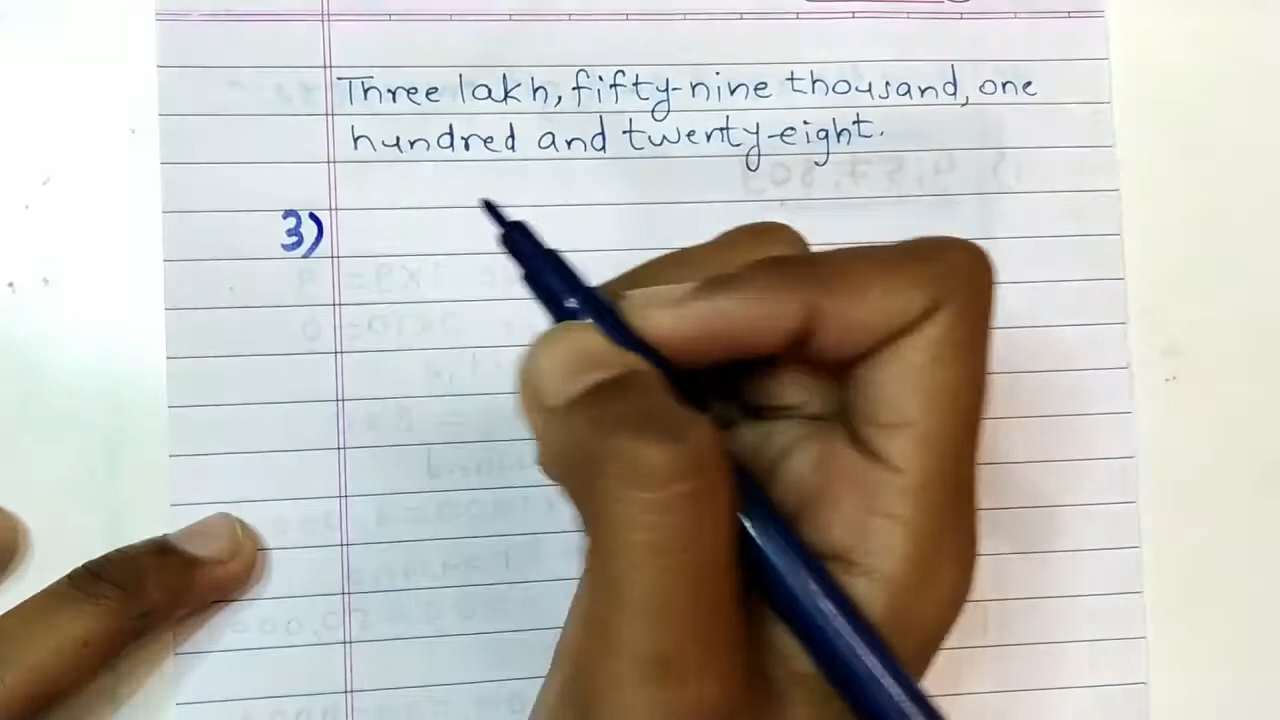 Three lakh, fifty-nine thousand, one
hundred and twenty-eight.
3)